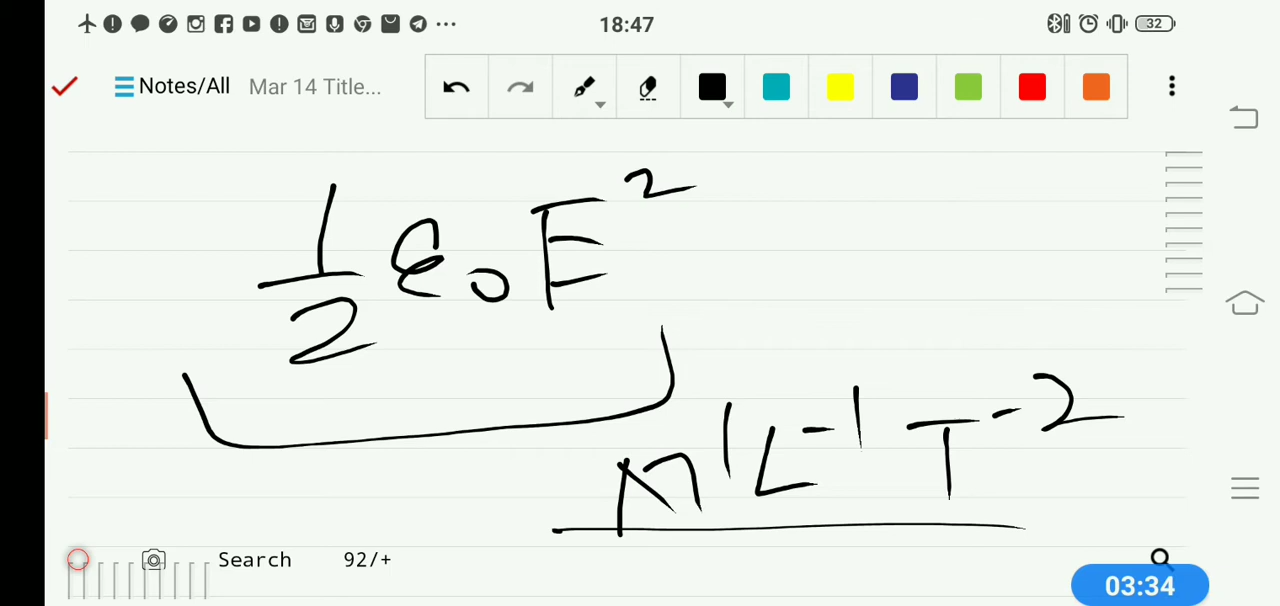 18:47
32
Notes/All Mar 14 Title...
1/2 ε₀E²
M¹L⁻¹T⁻²
Search 92/+
03:34